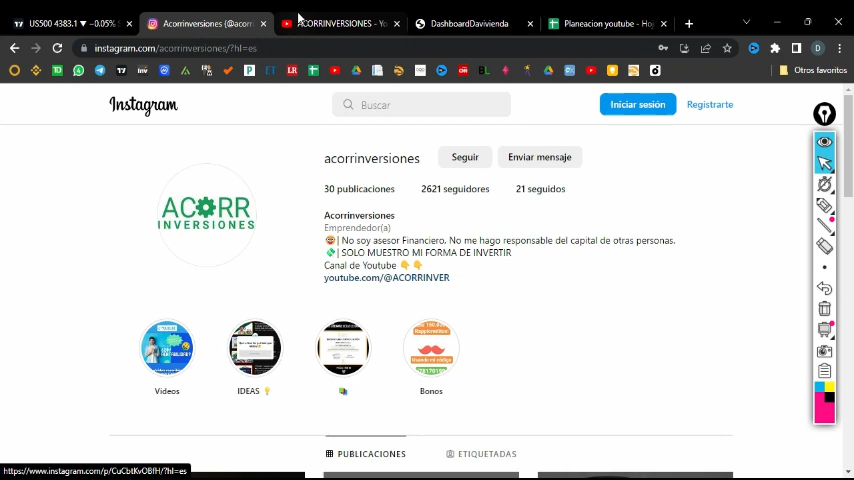 US500 4383.1 ▼ −0.05%
Acorrinversiones (@acorr
ACORRINVERSIONES - Yo
DashboardDavivienda
Planeacion youtube - Hoj
instagram.com/acorrinversiones/?hl=es
Otros favoritos
Instagram
Buscar
Iniciar sesión
Registrarte
acorrinversiones
Seguir
Enviar mensaje
30 publicaciones 2621 seguidores 21 seguidos
ACORR
INVERSIONES
Acorrinversiones
Emprendedor(a)
🤑| No soy asesor Financiero, No me hago responsable del capital de otras personas.
💸| SOLO MUESTRO MI FORMA DE INVERTIR
Canal de Youtube 👇👇
youtube.com/@ACORRINVER
Videos
IDEAS 💡
📚
Bonos
PUBLICACIONES
ETIQUETADAS
https://www.instagram.com/p/CuCbtKvOBfH/?hl=es